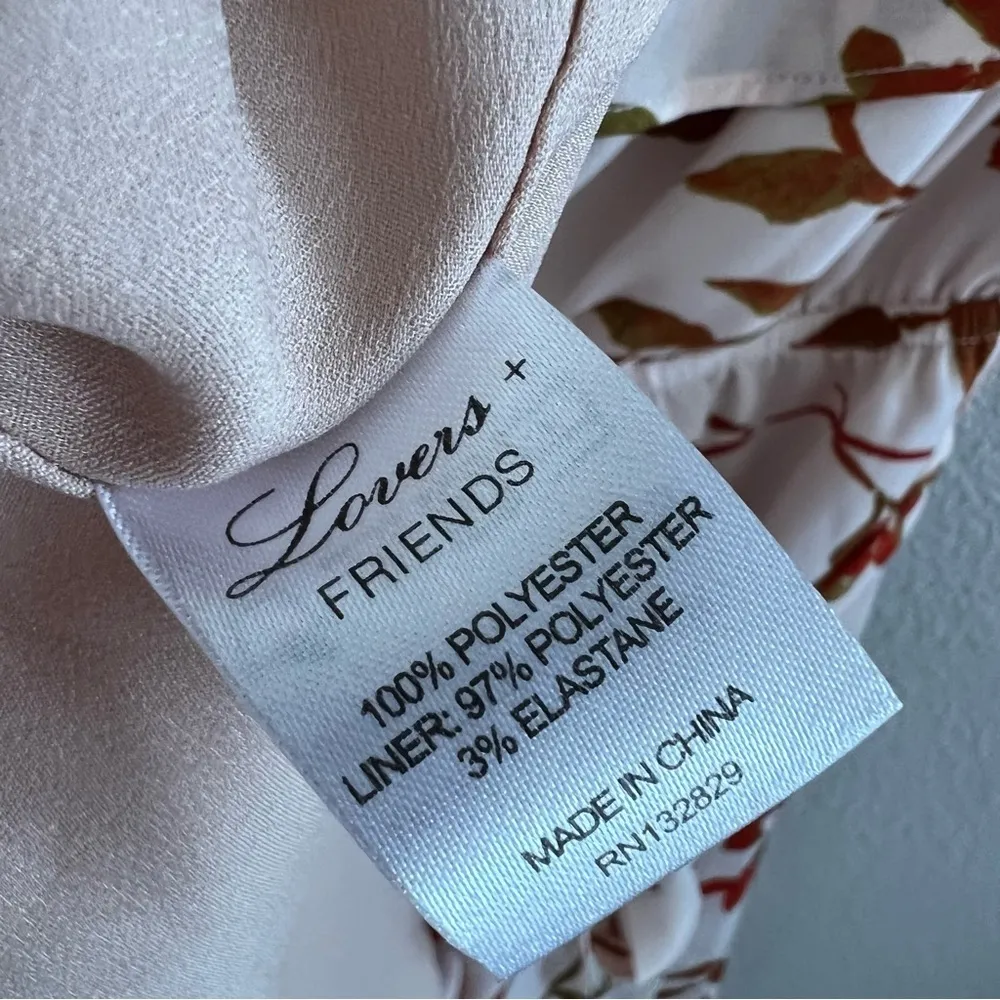 Lovers +
FRIENDS
100% POLYESTER
LINER: 97% POLYESTER
3% ELASTANE
MADE IN CHINA
RN132829